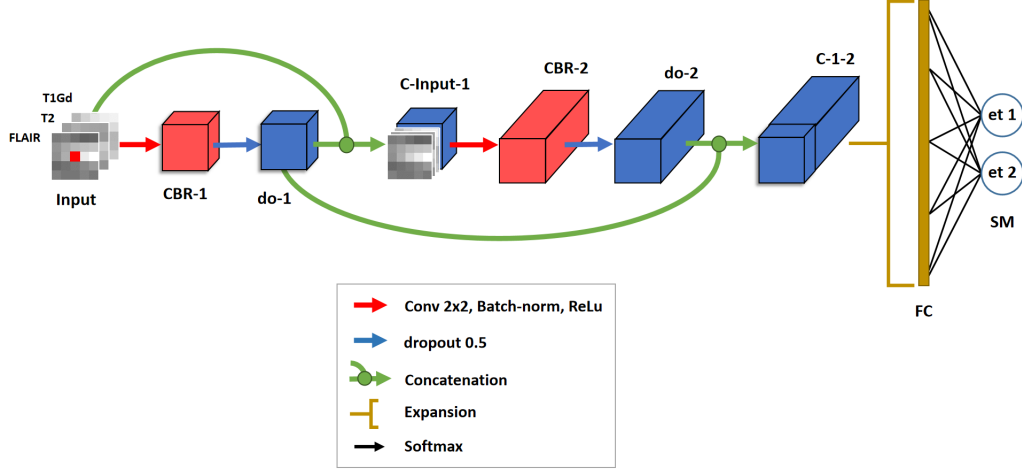 T1Gd
T2
FLAIR
Input
CBR-1
do-1
C-Input-1
CBR-2
do-2
C-1-2
et 1
et 2
SM
FC
Conv 2x2, Batch-norm, ReLu
dropout 0.5
Concatenation
Expansion
Softmax